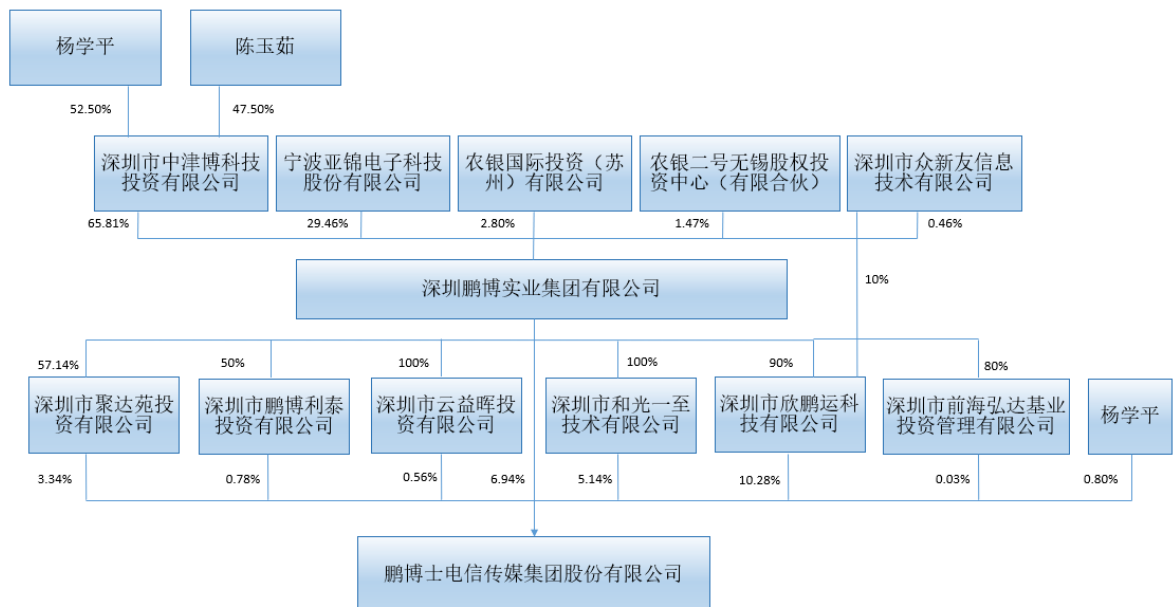 杨学平
陈玉茹
52.50%
47.50%
深圳市中津博科技
投资有限公司
宁波亚锦电子科技
股份有限公司
农银国际投资（苏
州）有限公司
农银二号无锡股权投
资中心（有限合伙）
深圳市众新友信息
技术有限公司
65.81%
29.46%
2.80%
1.47%
0.46%
深圳鹏博实业集团有限公司
10%
57.14%
50%
100%
100%
90%
80%
深圳市聚达苑投
资有限公司
深圳市鹏博利泰
投资有限公司
深圳市云益晖投
资有限公司
深圳市和光一至
技术有限公司
深圳市欣鹏运科
技有限公司
深圳市前海弘达基业
投资管理有限公司
杨学平
3.34%
0.78%
0.56%
6.94%
5.14%
10.28%
0.03%
0.80%
鹏博士电信传媒集团股份有限公司